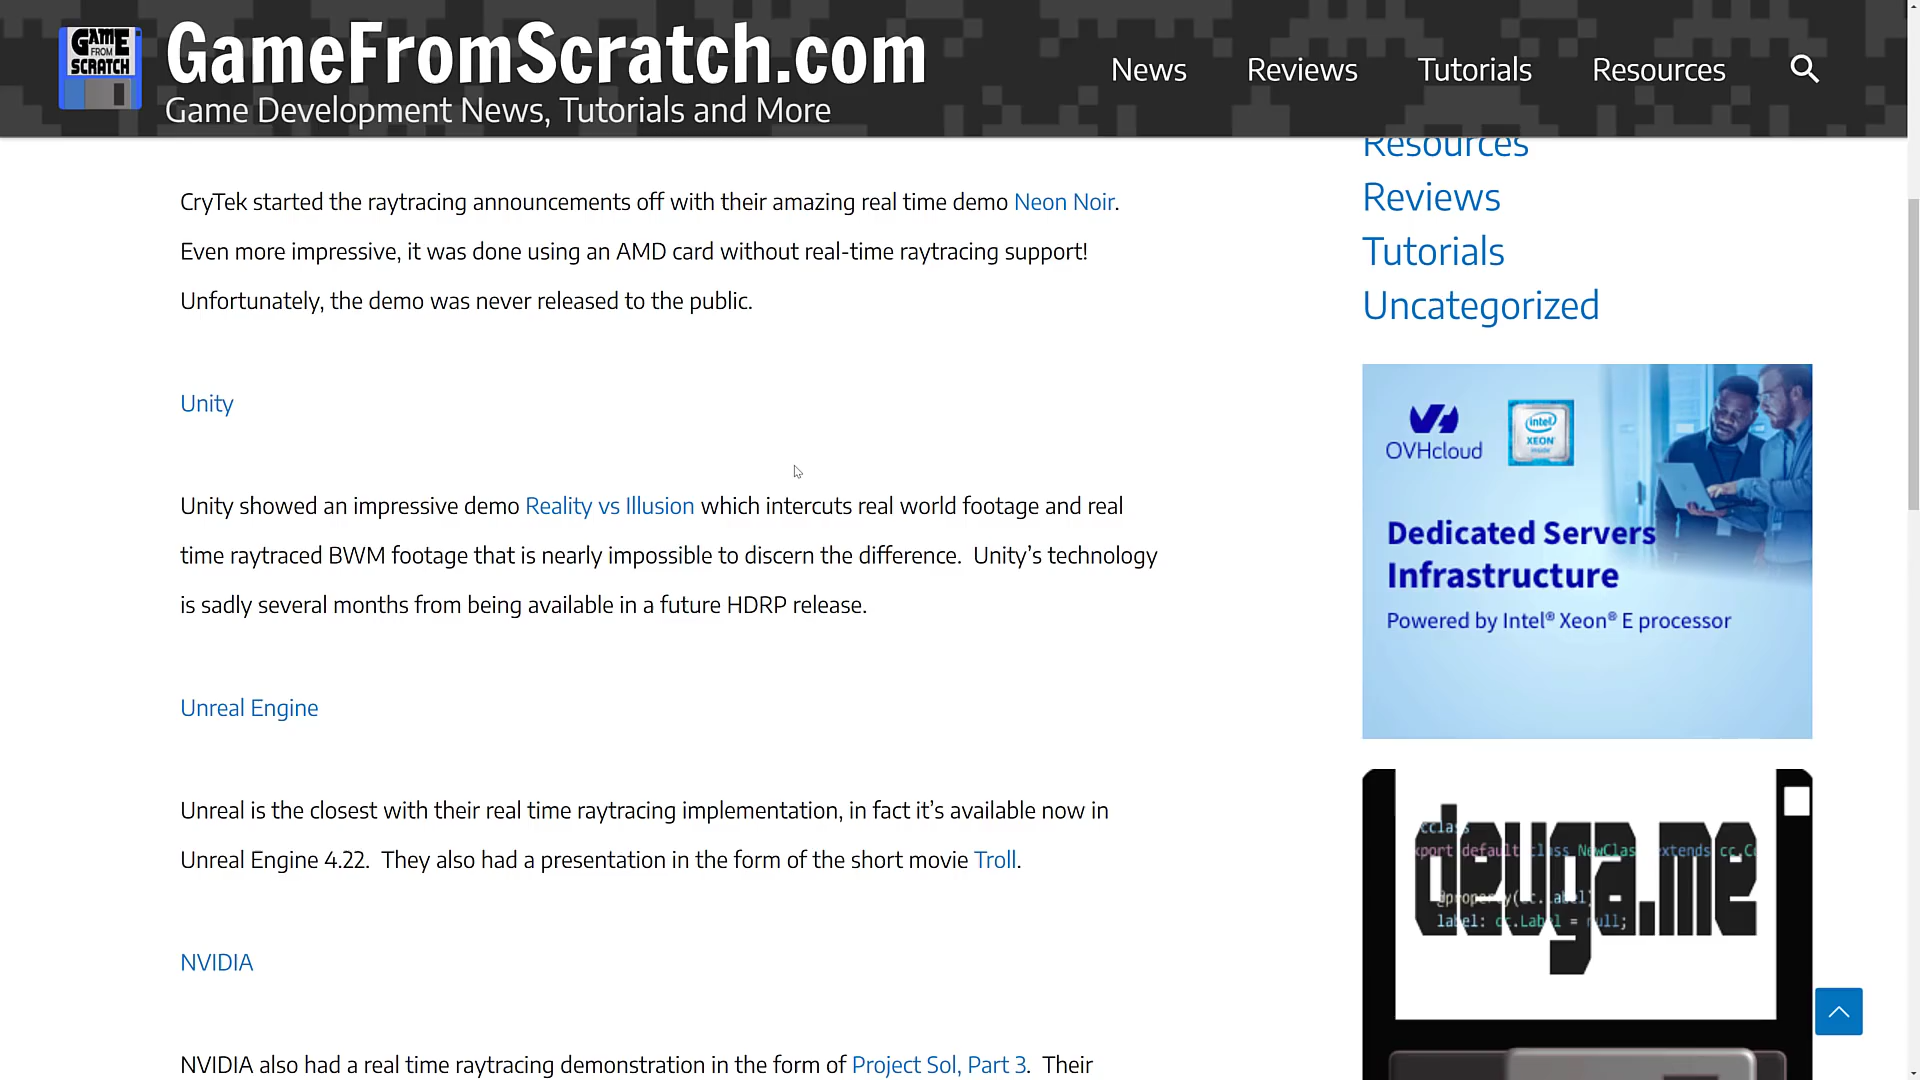 GAME
FROM
SCRATCH
GameFromScratch.com
Game Development News, Tutorials and More
News
Reviews
Tutorials
Resources
CryTek started the raytracing announcements off with their amazing real time demo Neon Noir.
Even more impressive, it was done using an AMD card without real-time raytracing support!
Unfortunately, the demo was never released to the public.
Unity
Unity showed an impressive demo Reality vs Illusion which intercuts real world footage and real
time raytraced BWM footage that is nearly impossible to discern the difference.  Unity’s technology
is sadly several months from being available in a future HDRP release.
Unreal Engine
Unreal is the closest with their real time raytracing implementation, in fact it’s available now in
Unreal Engine 4.22.  They also had a presentation in the form of the short movie Troll.
NVIDIA
NVIDIA also had a real time raytracing demonstration in the form of Project Sol, Part 3.  Their
Resources
Reviews
Tutorials
Uncategorized
OVHcloud
intel
XEON
inside
Dedicated Servers
Infrastructure
Powered by Intel® Xeon® E processor
devga.me
label: cc.Label = null;